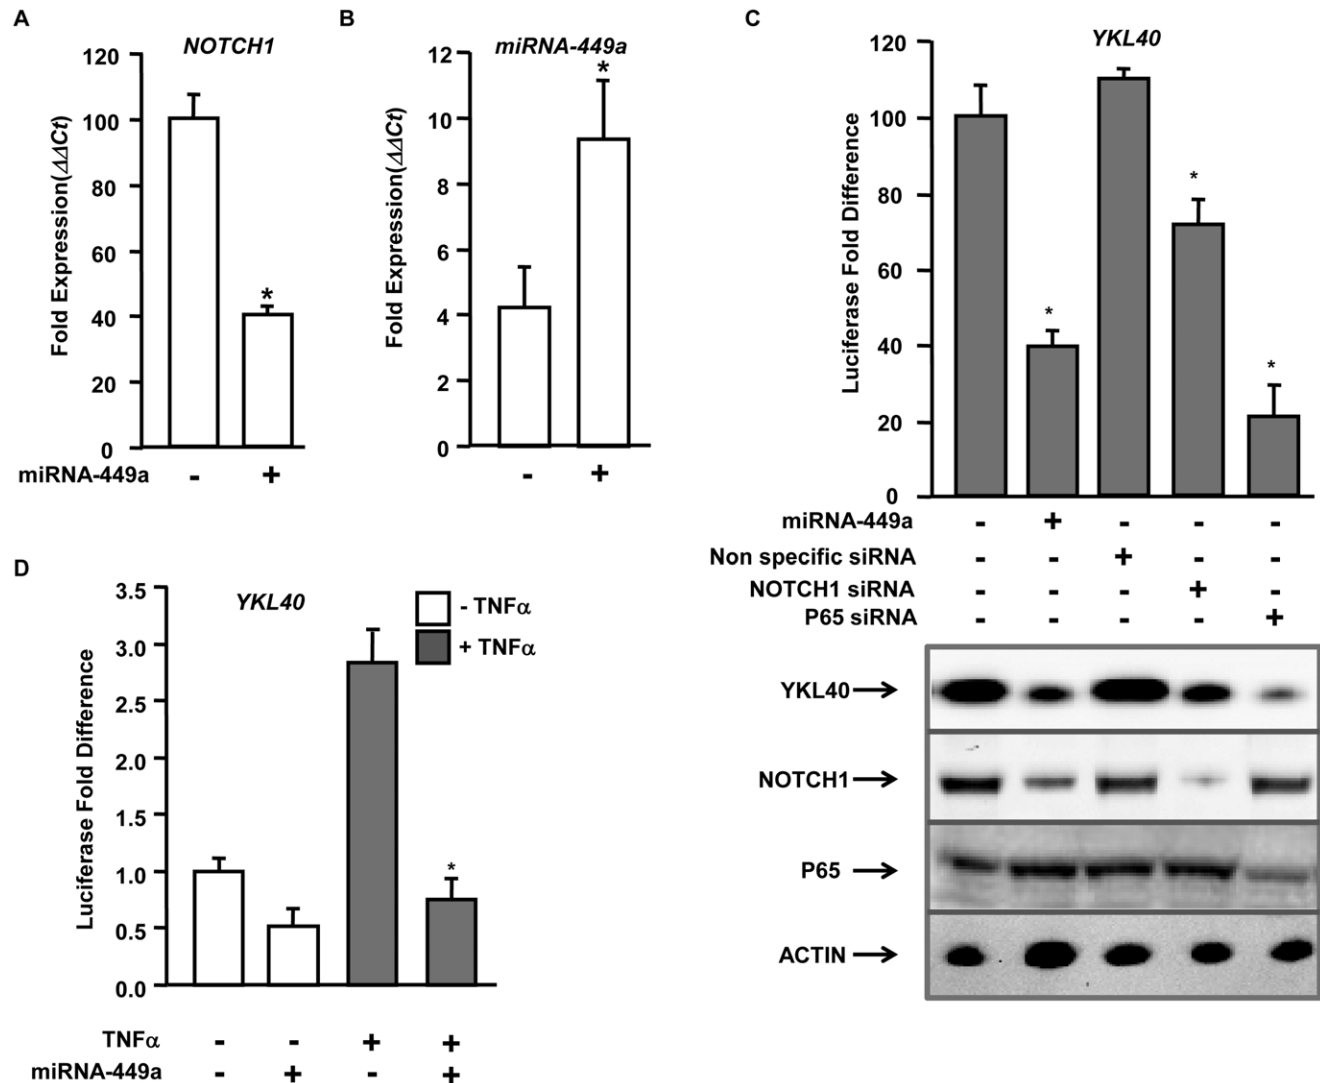 A
NOTCH1
120
100
80
60
40
20
0
Fold Expression(ΔΔCt)
*
miRNA-449a - +
B
miRNA-449a
12
10
8
6
4
2
0
Fold Expression(ΔΔCt)
*
- +
C
YKL40
120
100
80
60
40
20
0
Luciferase Fold Difference
* * *
miRNA-449a - + - - -
Non specific siRNA - - + - -
NOTCH1 siRNA - - - + -
P65 siRNA - - - - +
YKL40
NOTCH1
P65
ACTIN
D
YKL40
- TNFα
+ TNFα
3.5
3.0
2.5
2.0
1.5
1.0
0.5
0.0
Luciferase Fold Difference
*
TNFα - - + +
miRNA-449a - + - +